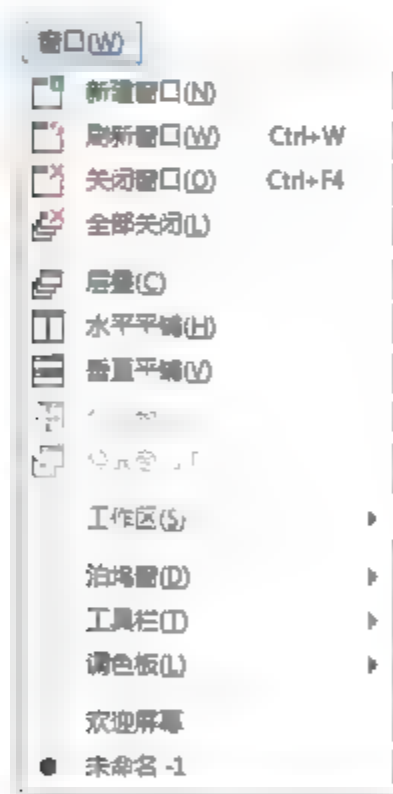 窗口(W)
新建窗口(N)
刷新窗口(W) Ctrl+W
关闭窗口(O) Ctrl+F4
全部关闭(L)
层叠(C)
水平平铺(H)
垂直平铺(V)
工作区(S)
泊坞窗(D)
工具栏(T)
调色板(L)
欢迎屏幕
未命名 -1